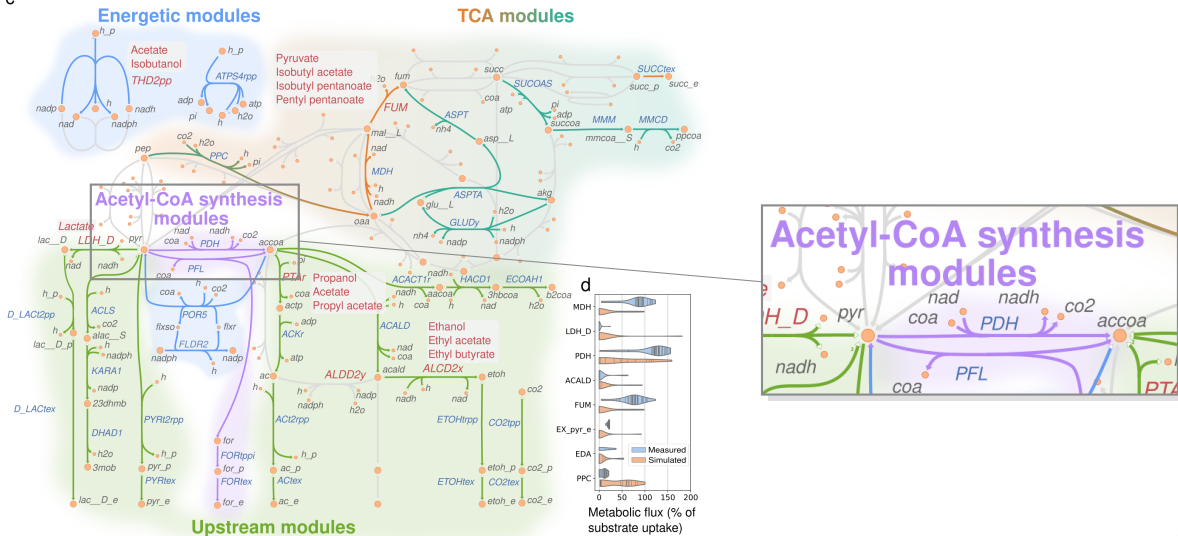 c
Energetic modules
TCA modules
h_p
Acetate
Isobutanol
THD2pp
h_p
ATPS4rpp
nadp
nad
h
nadph
nadh
adp
pi
h
h2o
atp
Pyruvate
Isobutyl acetate
Isobutyl pentanoate
Pentyl pentanoate
fum
FUM
succ
coa
atp
SUCOAS
pi
adp
succoa
SUCCtex
succ_p
succ_e
MMM
mmcoa__S
MMCD
h
co2
ppcoa
ASPT
nh4
asp__L
mal__L
nad
MDH
h
nadh
oaa
pep
co2
h2o
PPC
h
pi
ASPTA
akg
glu__L
GLUDy
h2o
h
nadph
nh4
nadp
Acetyl-CoA synthesis
modules
Lactate
LDH_D
lac__D
nad
nadh
pyr
coa
nad
PDH
nadh
co2
accoa
PFL
coa
coa
h
co2
POR5
flxso
flxr
FLDR2
nadph
h
nadp
h_p
D_LACt2pp
h
lac__D_p
D_LACtex
lac__D_e
h
ACLS
co2
alac__S
h
nadph
KARA1
nadp
23dhmb
DHAD1
h2o
3mob
h
PYRt2rpp
h_p
pyr_p
PYRtex
pyr_e
for
FORtppi
for_p
FORtex
for_e
PTAr
pi
coa
actp
adp
ACKr
atp
ac
ACt2rpp
h_p
ac_p
ACtex
ac_e
Propanol
Acetate
Propyl acetate
ACALD
nad
coa
acald
ALDD2y
h
nadph
h2o
nadp
Ethanol
Ethyl acetate
Ethyl butyrate
ALCD2x
nadh
h
nad
etoh
ETOHtrpp
etoh_p
ETOHtex
etoh_e
co2
CO2tpp
co2_p
CO2tex
co2_e
ACACT1r
nadh
h
aacoa
coa
HACD1
h
nad
3hbcoa
ECOAH1
h2o
b2coa
Upstream modules
d
MDH
LDH_D
PDH
ACALD
FUM
EX_pyr_e
EDA
PPC
Measured
Simulated
0
50
100
150
200
Metabolic flux (% of
substrate uptake)
Acetyl-CoA synthesis
modules
H_D
pyr
nadh
coa
nad
PDH
nadh
co2
accoa
coa
PFL
PTA